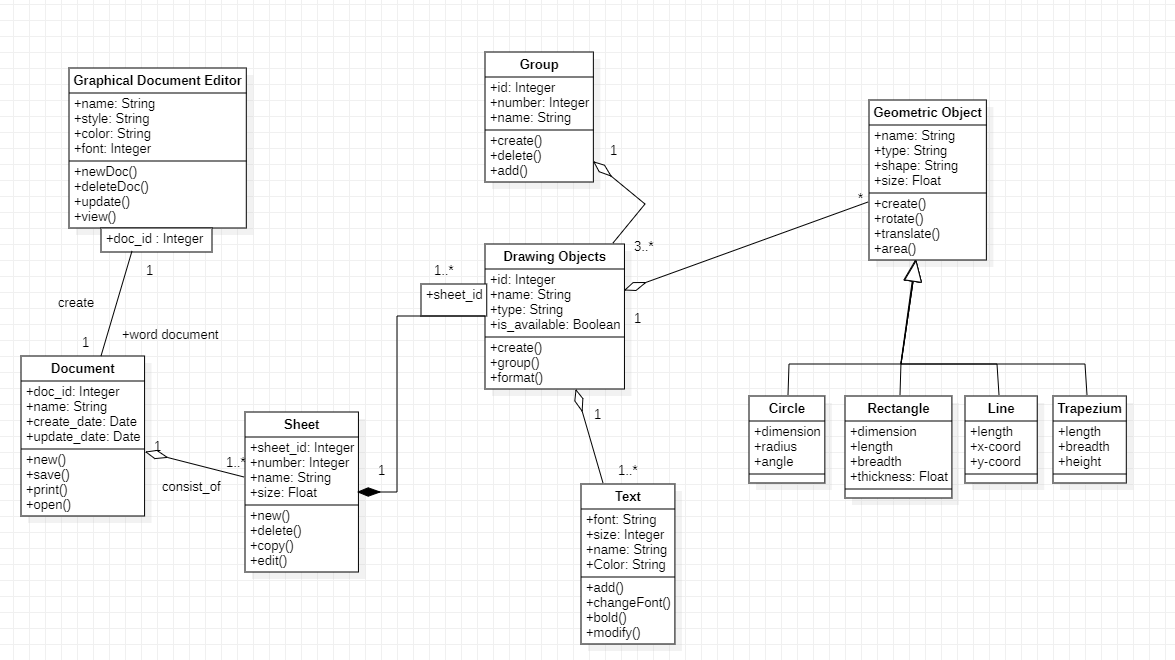 Graphical Document Editor
+name: String
+style: String
+color: String
+font: Integer
+newDoc()
+deleteDoc()
+update()
+view()
+doc_id : Integer
1
create
+word document
1
Document
+doc_id: Integer
+name: String
+create_date: Date
+update_date: Date
+new()
+save()
+print()
+open()
1
consist_of
1..*
Sheet
+sheet_id: Integer
+number: Integer
+name: String
+size: Float
+new()
+delete()
+copy()
+edit()
1
1..*
+sheet_id
Group
+id: Integer
+number: Integer
+name: String
+create()
+delete()
+add()
1
3..*
Drawing Objects
+id: Integer
+name: String
+type: String
+is_available: Boolean
+create()
+group()
+format()
1
*
1
1..*
Text
+font: String
+size: Integer
+name: String
+Color: String
+add()
+changeFont()
+bold()
+modify()
Geometric Object
+name: String
+type: String
+shape: String
+size: Float
+create()
+rotate()
+translate()
+area()
Circle
+dimension
+radius
+angle
Rectangle
+dimension
+length
+breadth
+thickness: Float
Line
+length
+x-coord
+y-coord
Trapezium
+length
+breadth
+height